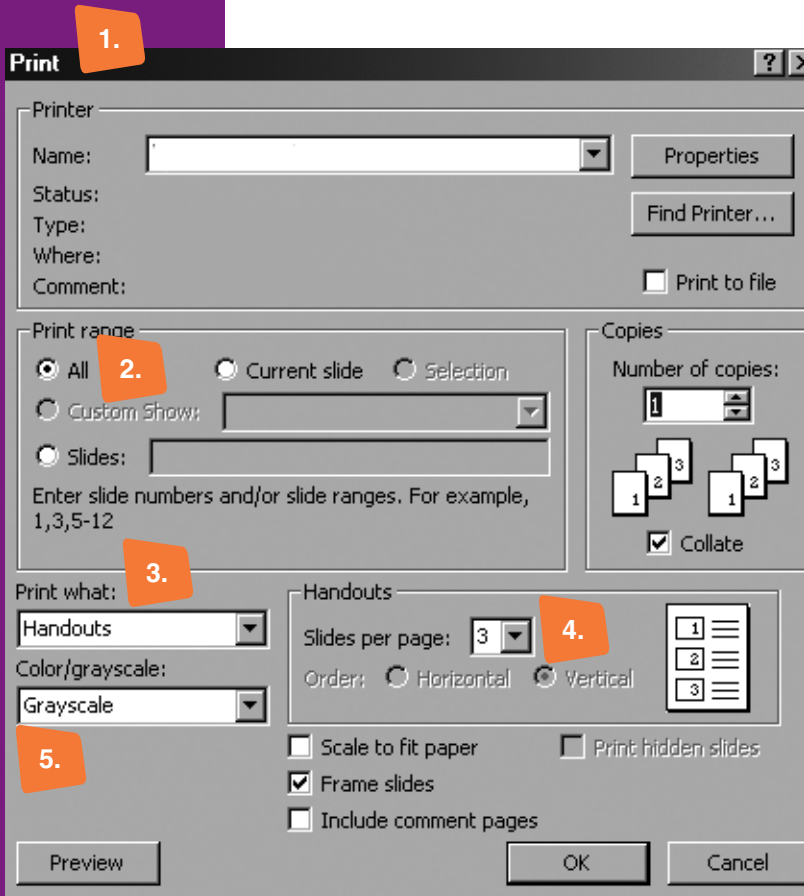 1.
Print
Printer
Name:
Properties
Status:
Find Printer...
Type:
Where:
Comment:
Print to file
Print range
Copies
All
2.
Current slide
Selection
Number of copies:
Custom Show:
1
Slides:
1 2 3 1 2 3
Enter slide numbers and/or slide ranges. For example,
1,3,5-12
Collate
3.
Print what:
Handouts
Handouts
Slides per page: 3
4.
1
2
3
Color/grayscale:
Order: Horizontal Vertical
Grayscale
5.
Scale to fit paper
Print hidden slides
Frame slides
Include comment pages
Preview
OK
Cancel